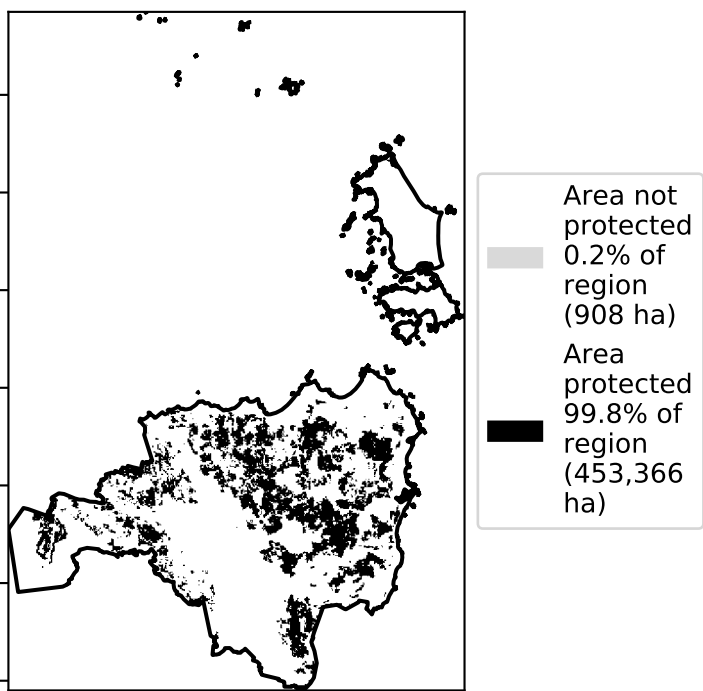 Area not
protected
0.2% of
region
(908 ha)
Area
protected
99.8% of
region
(453,366
ha)